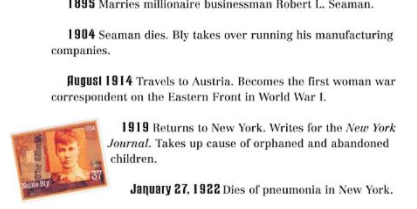 1895 Marries millionaire businessman Robert L. Seaman.
1904 Seaman dies. Bly takes over running his manufacturing
companies.
August 1914 Travels to Austria. Becomes the first woman war
correspondent on the Eastern Front in World War I.
1919 Returns to New York. Writes for the New York
Journal. Takes up cause of orphaned and abandoned
children.
January 27, 1922 Dies of pneumonia in New York.
USA
Nellie Bly
37